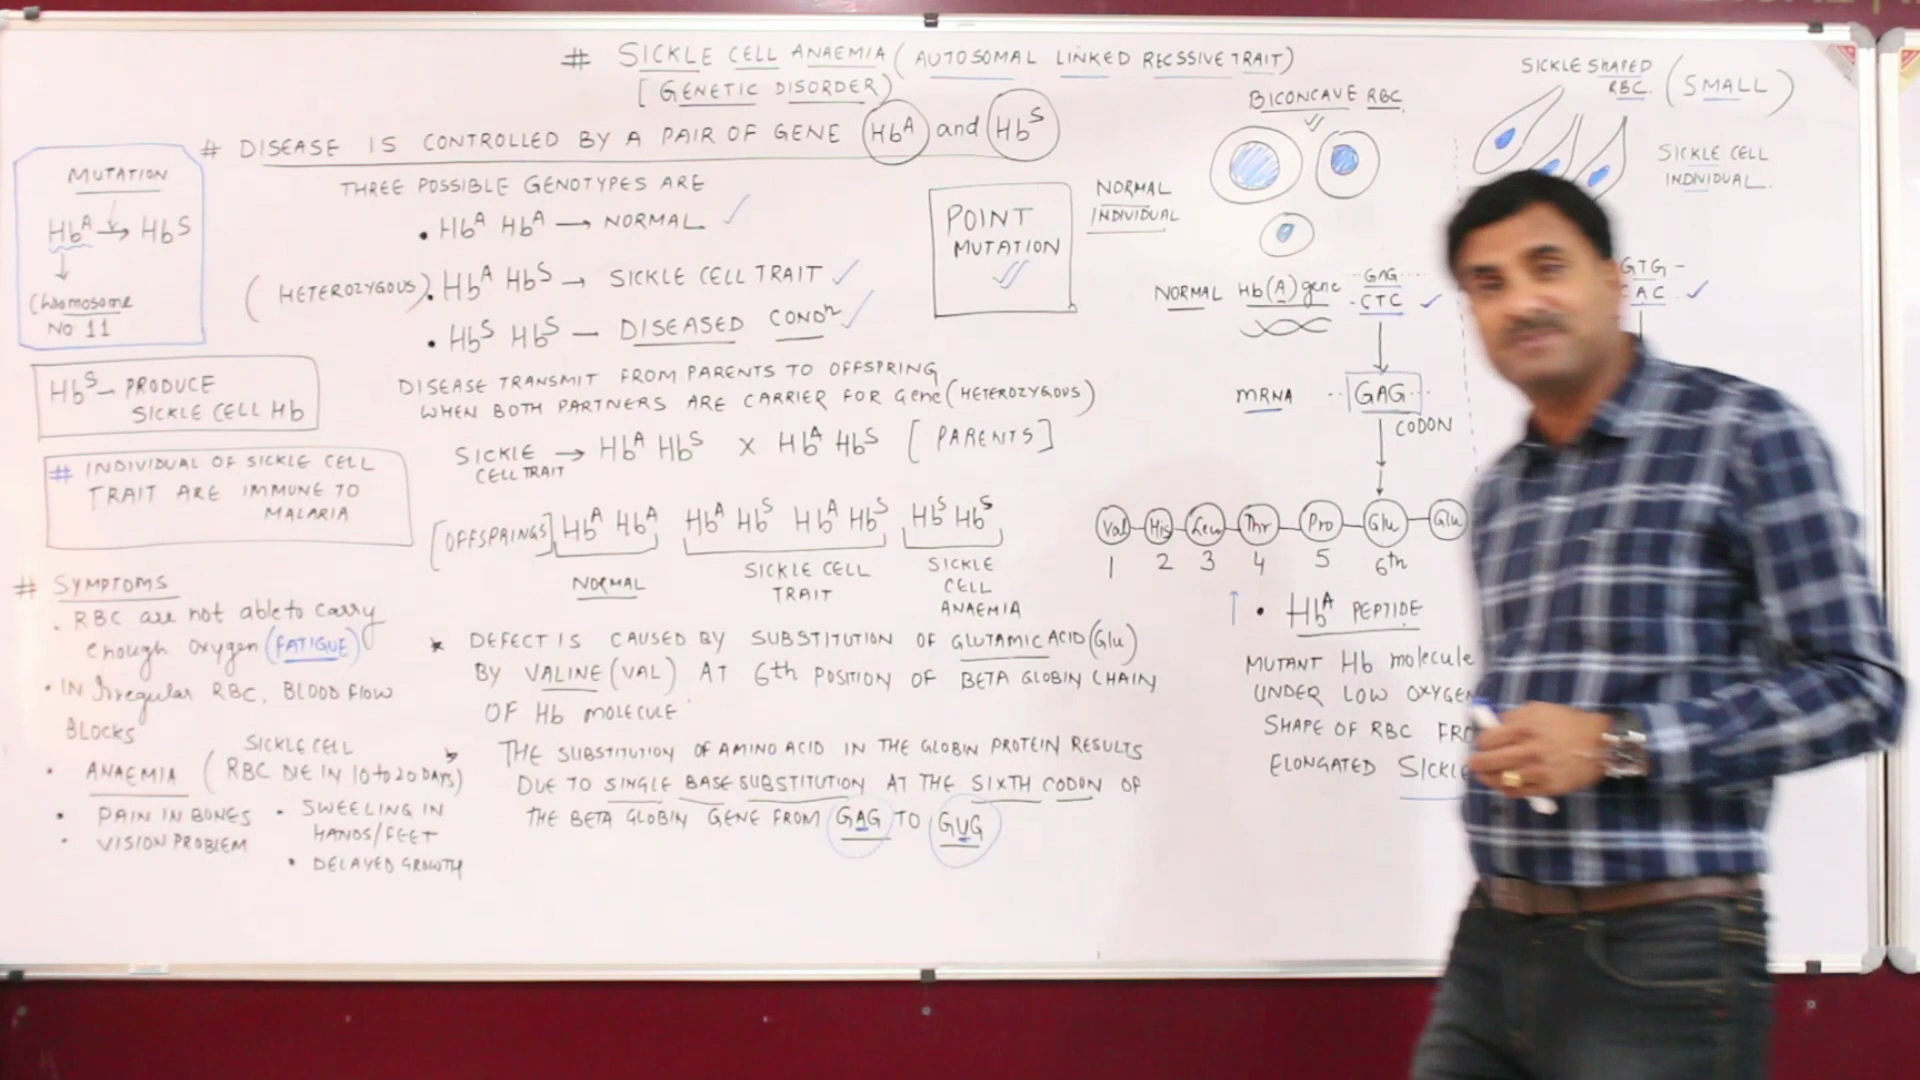 # SICKLE CELL ANAEMIA (AUTOSOMAL LINKED RECSSIVE TRAIT)
[GENETIC DISORDER)
# DISEASE IS CONTROLLED BY A PAIR OF GENE HbA and HbS
MUTATION
HbA → HbS
↓
Chromosome
NO 11
THREE POSSIBLE GENOTYPES ARE
• HbA HbA → NORMAL ✓
(HETEROZYGOUS) • HbA HbS → SICKLE CELL TRAIT ✓
• HbS HbS — DISEASED CONDn ✓
POINT
MUTATION
HbS — PRODUCE
SICKLE CELL Hb
DISEASE TRANSMIT FROM PARENTS TO OFFSPRING
WHEN BOTH PARTNERS ARE CARRIER FOR Gene (HETEROZYGOUS)
SICKLE CELL TRAIT → HbA HbS X HbA HbS [PARENTS]
# INDIVIDUAL OF SICKLE CELL
TRAIT ARE IMMUNE TO
MALARIA
[OFFSPRINGS] HbA HbA HbA HbS HbA HbS HbS HbS
NORMAL
SICKLE CELL
TRAIT
SICKLE
CELL
ANAEMIA
# SYMPTOMS
• RBC are not able to carry
enough oxygen (FATIGUE)
• IN Irregular RBC, BLOOD FLOW
BLOCKS
SICKLE CELL
• ANAEMIA (RBC DIE IN 10 to 20 DAYS)
• PAIN IN BONES
• VISION PROBLEM
• SWEELING IN
HANDS/FEET
• DELAYED GROWTH
* DEFECT IS CAUSED BY SUBSTITUTION OF GLUTAMIC ACID (Glu)
BY VALINE (VAL) AT 6th POSITION OF BETA GLOBIN CHAIN
OF Hb MOLECULE
THE SUBSTITUTION OF AMINO ACID IN THE GLOBIN PROTEIN RESULTS
DUE TO SINGLE BASE SUBSTITUTION AT THE SIXTH CODON OF
THE BETA GLOBIN GENE FROM GAG TO GUG
BICONCAVE RBC
NORMAL
INDIVIDUAL
SICKLE SHAPED
RBC (SMALL)
SICKLE CELL
INDIVIDUAL.
NORMAL Hb(A) gene
GAG
CTC ✓
GTG
CAC ✓
mRNA GAG
CODON
Val His Leu Thr Pro Glu Glu
1 2 3 4 5 6th
• HbA PEPTIDE
MUTANT Hb molecule
UNDER LOW OXYGEN
SHAPE OF RBC
ELONGATED SICKLE